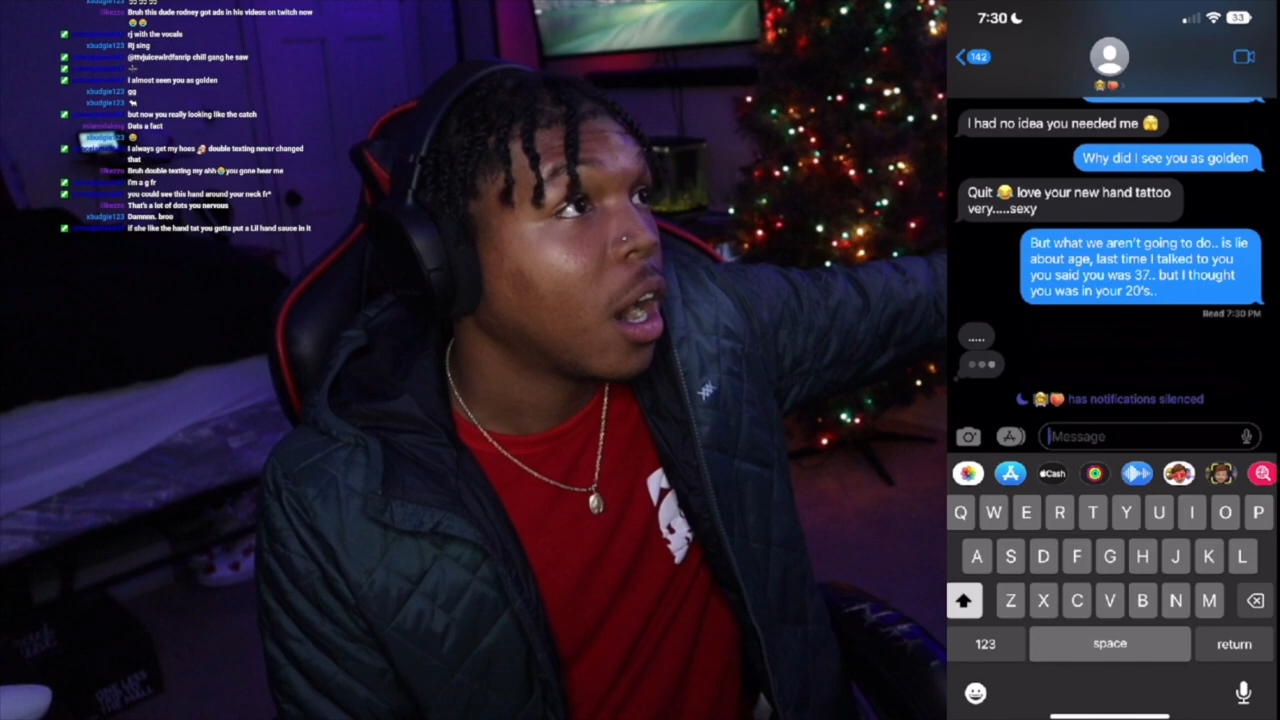 Bruh this dude rodney got ads in his videos on twitch now
rj with the vocals
xbudgie123 Rj sing
@ttvjuicewlrdfanrip chill gang he saw
I almost seen you as golden
xbudgie123 gg
xbudgie123
but now you really looking like the catch
Dats a fact
xbudgie123
I always get my hoes double texting never changed
that
Bruh double texting my ahh you gone hear me
I'm a g fr
you could see this hand around your neck fr*
That's a lot of dots you nervous
xbudgie123 Damnnn. broo
if she like the hand tat you gotta put a Lil hand sauce in it
7:30
33
142
I had no idea you needed me 🫣
Why did I see you as golden
Quit 😂 love your new hand tattoo
very.....sexy
But what we aren't going to do.. is lie
about age, last time I talked to you
you said you was 37.. but I thought
you was in your 20's..
Read 7:30 PM
.....
has notifications silenced
Message
Cash
Q W E R T Y U I O P
A S D F G H J K L
Z X C V B N M
123 space return